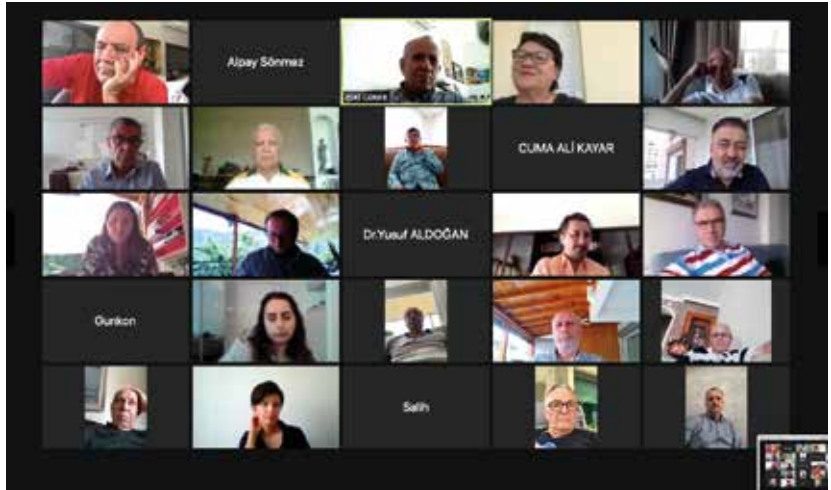 Alpay Sönmez
CUMA ALİ KAYAR
Dr.Yusuf ALDOĞAN
Gunkon
Salih